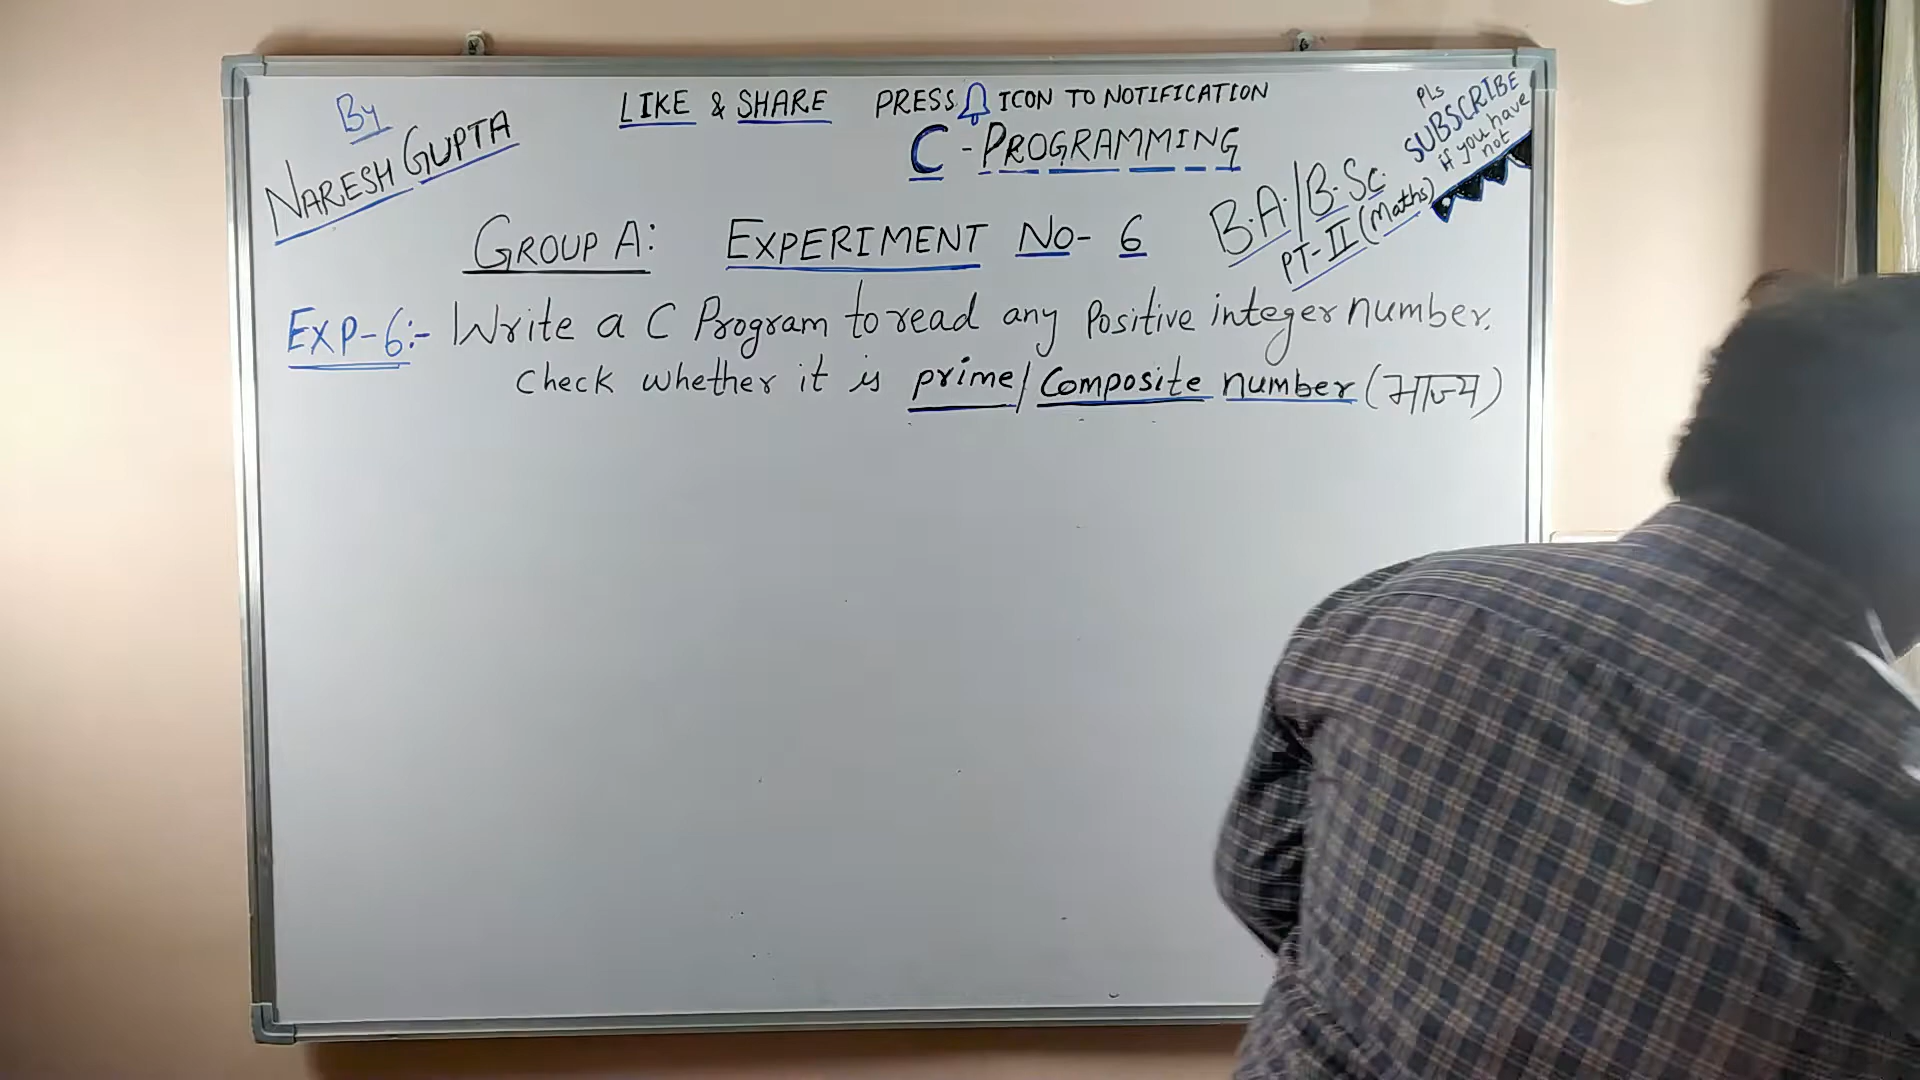 By
NARESH GUPTA
LIKE & SHARE PRESS ICON TO NOTIFICATION
C - PROGRAMMING
PLS
SUBSCRIBE
if you have
not
B.A./B.Sc.
PT-II (Maths)
GROUP A: EXPERIMENT NO- 6
EXP-6:- Write a C Program to read any Positive integer number.
Check whether it is prime/Composite number (भाज्य)